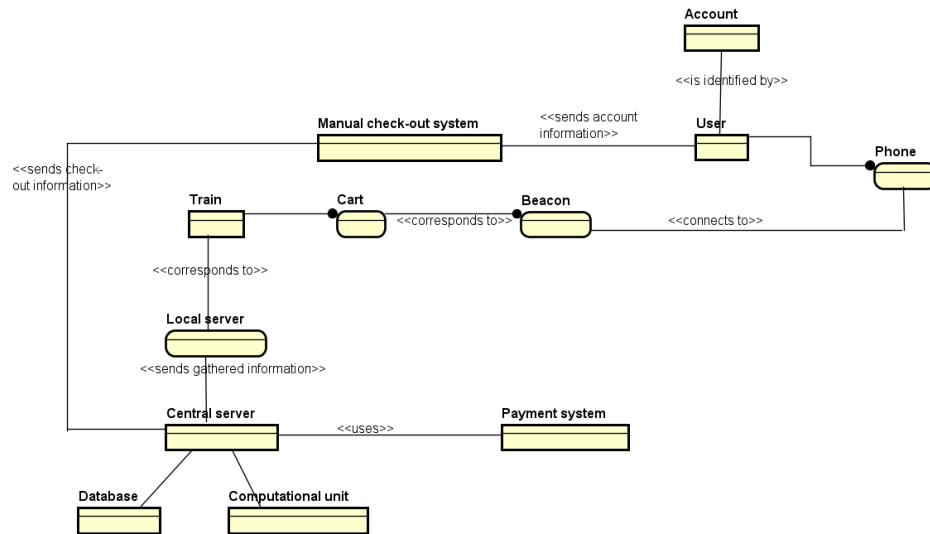 Account
<<is identified by>>
<<sends account
information>>
Manual check-out system
User
Phone
<<sends check-
out information>>
Train
Cart
Beacon
<<corresponds to>>
<<connects to>>
<<corresponds to>>
Local server
<<sends gathered information>>
Central server
<<uses>>
Payment system
Database
Computational unit